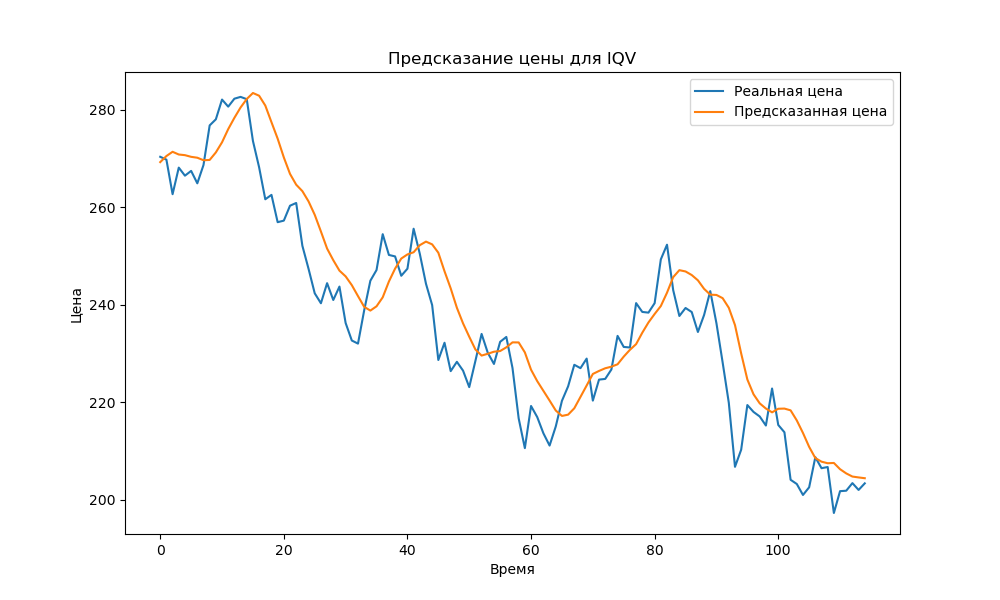 Предсказание цены для IQV
Реальная цена
Предсказанная цена
Цена
280
260
240
220
200
0 20 40 60 80 100
Время